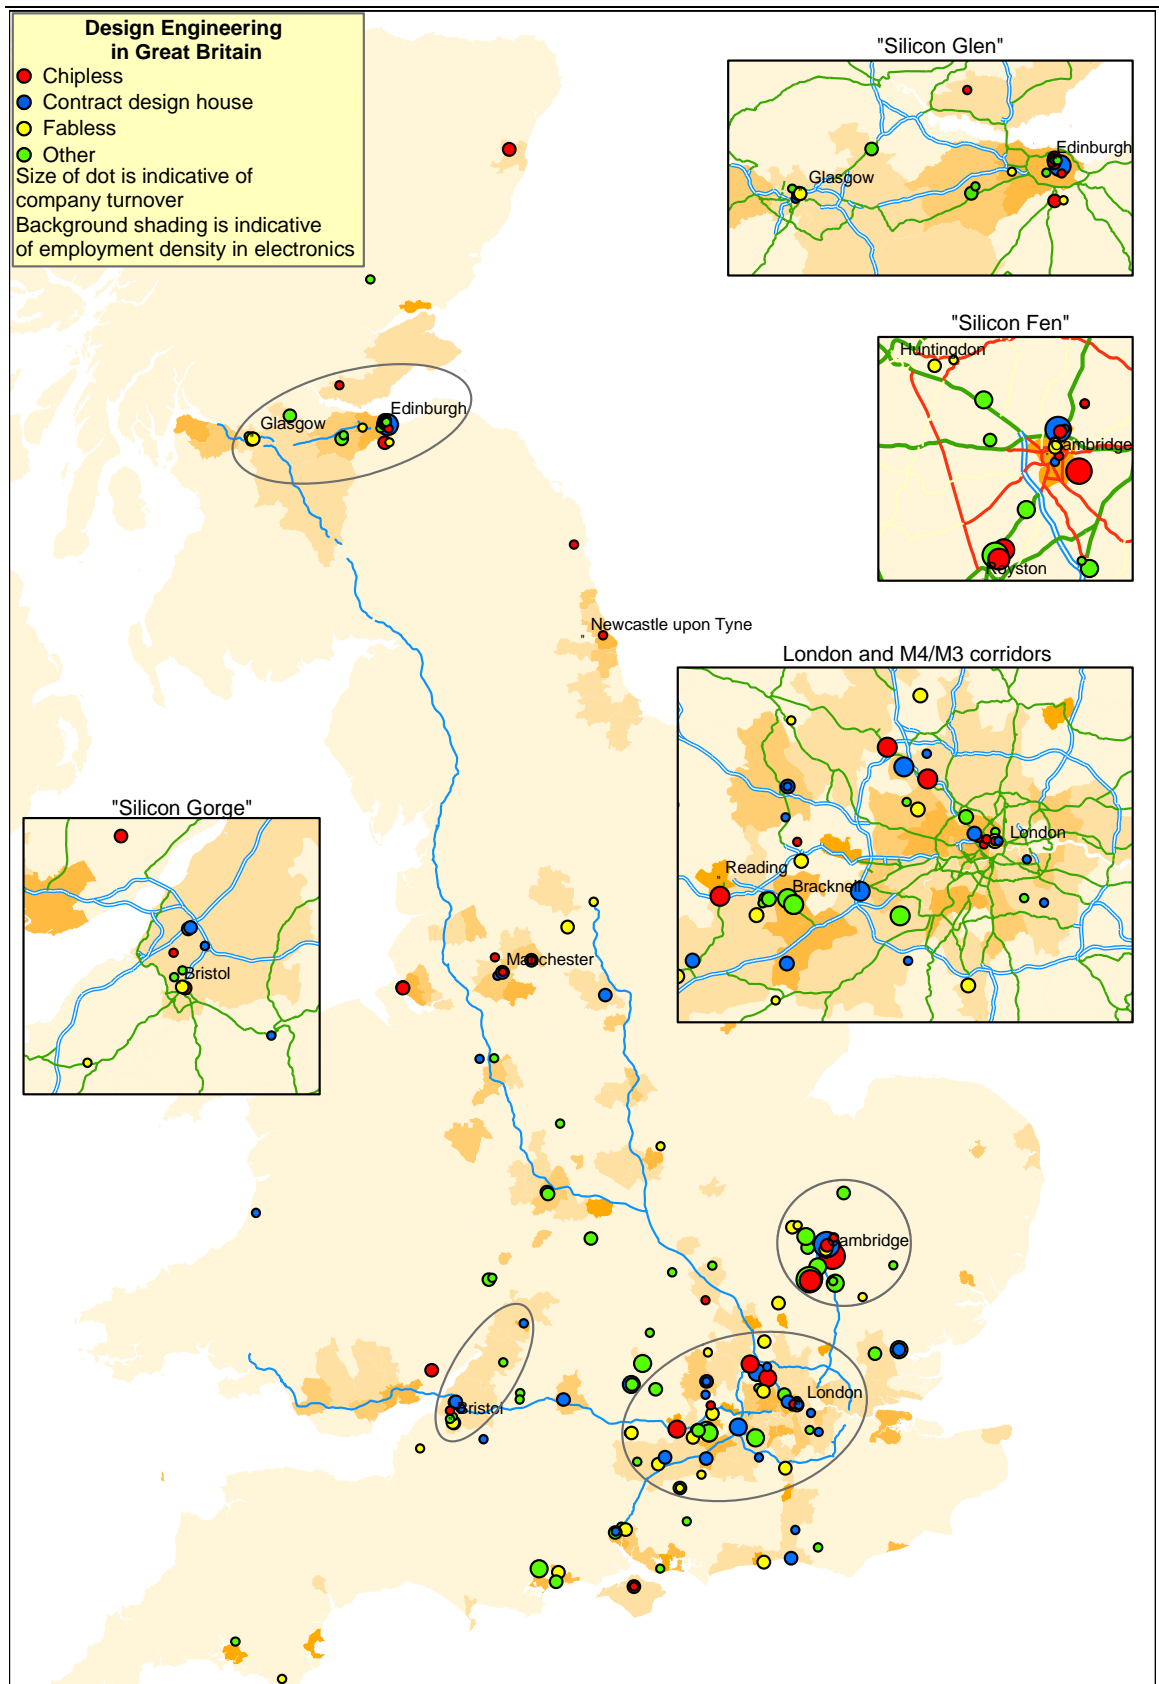 Design Engineering
in Great Britain
Chipless
Contract design house
Fabless
Other
Size of dot is indicative of
company turnover
Background shading is indicative
of employment density in electronics
"Silicon Glen"
Edinburgh
Glasgow
"Silicon Fen"
Huntingdon
Cambridge
Royston
Glasgow
Edinburgh
Newcastle upon Tyne
London and M4/M3 corridors
London
Reading
Bracknell
"Silicon Gorge"
Bristol
Manchester
Cambridge
London
Bristol